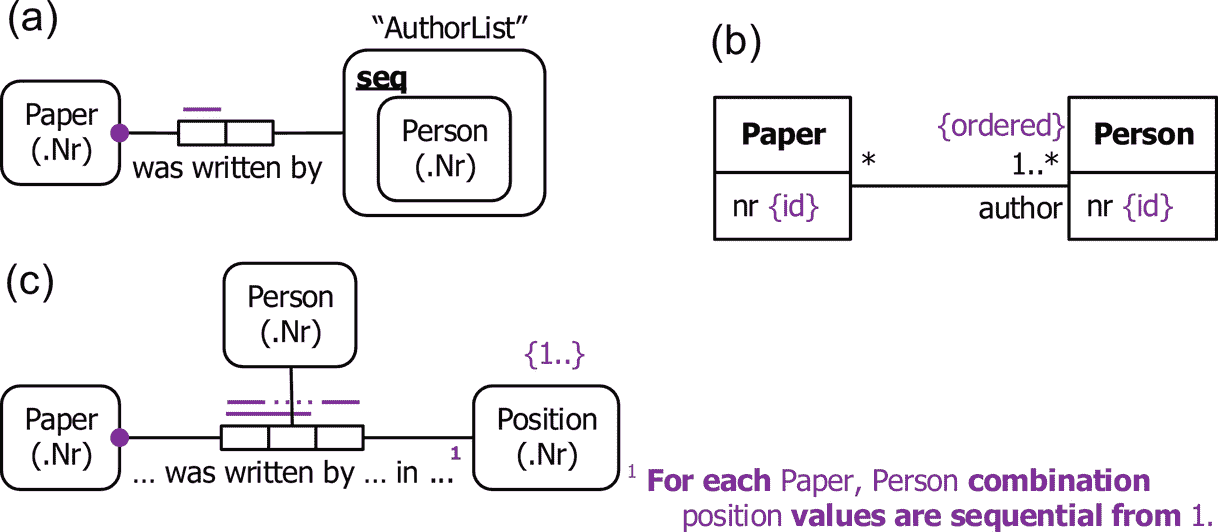 (a)
“AuthorList”
seq
Paper
(.Nr)
Person
(.Nr)
was written by
(b)
Paper
{ordered}
Person
*
1..*
nr {id}
author
nr {id}
(c)
Person
(.Nr)
{1..}
Paper
(.Nr)
Position
(.Nr)
... was written by ... in ... 1
1 For each Paper, Person combination
position values are sequential from 1.